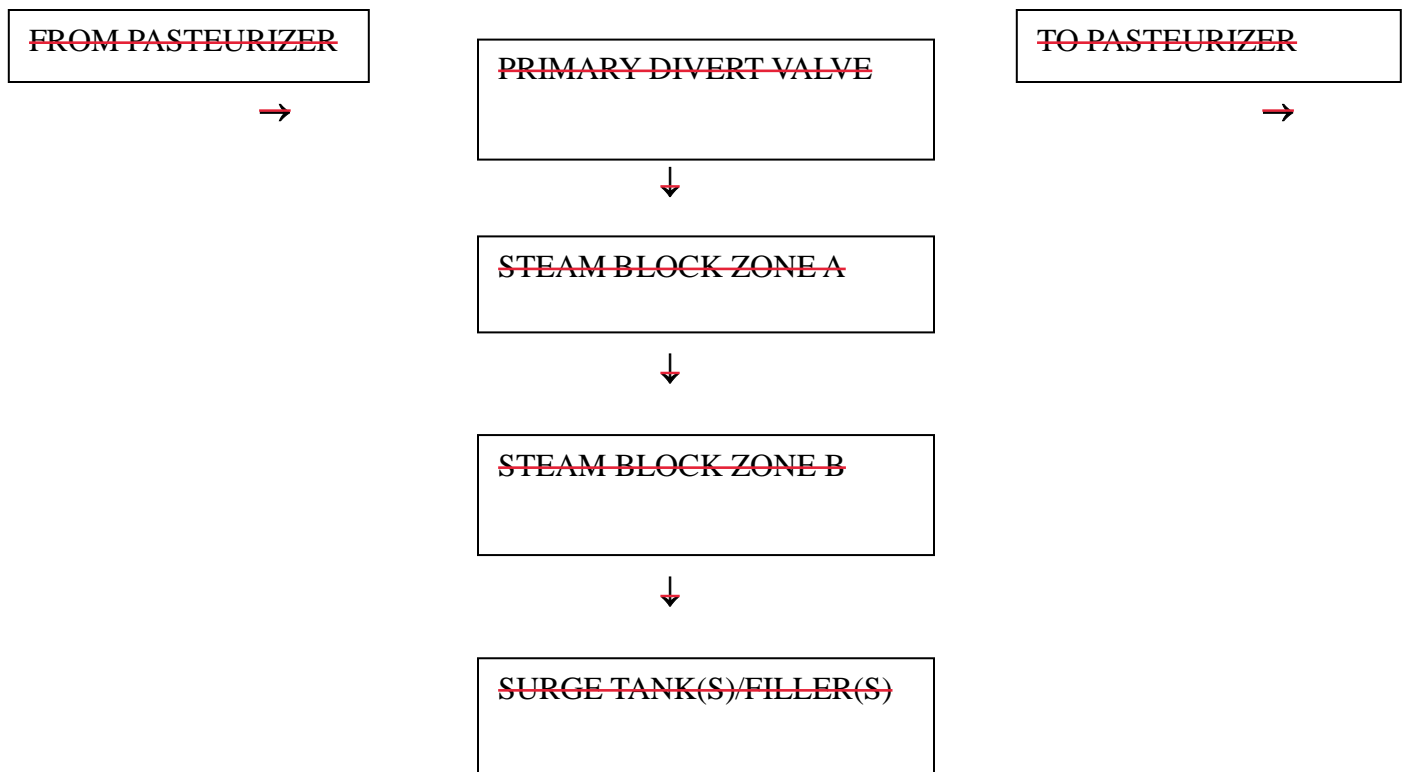 FROM PASTEURIZER
PRIMARY DIVERT VALVE
TO PASTEURIZER
→
→
↓
STEAM BLOCK ZONE A
↓
STEAM BLOCK ZONE B
↓
SURGE TANK(S)/FILLER(S)